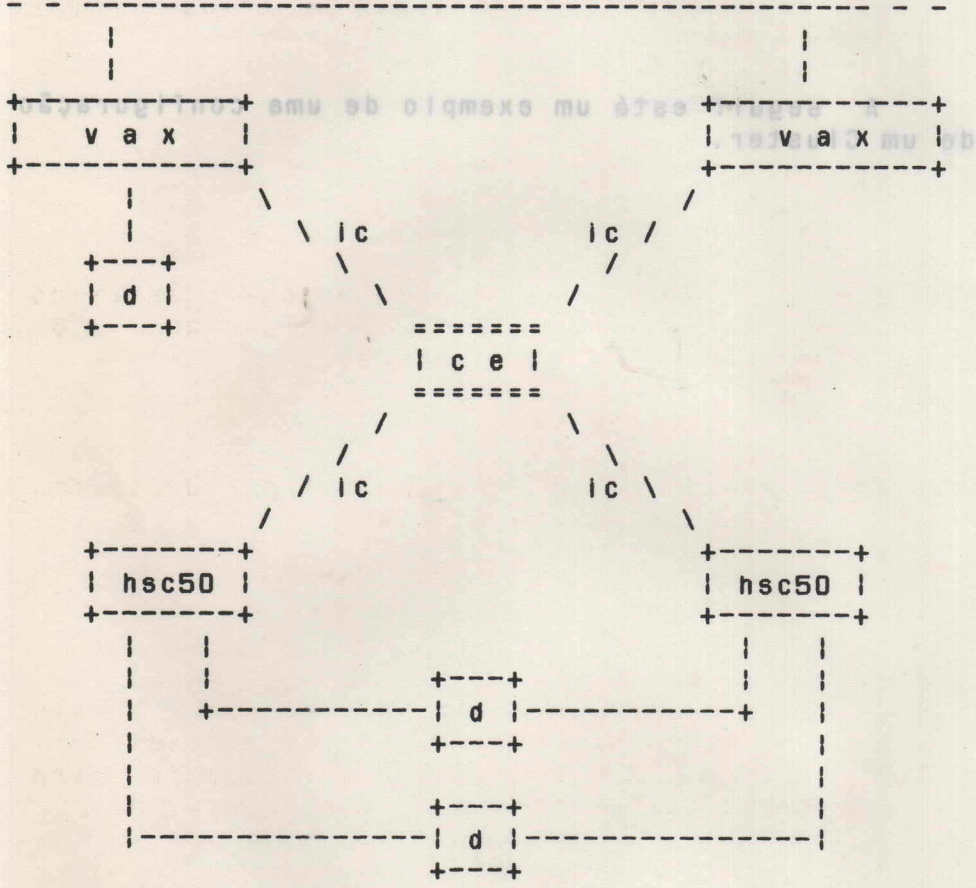 - - --------------------------------------------- - -
| |
| |
+-----------+ +-----------+
| v a x | | v a x |
+-----------+ +-----------+
| \ /
| \ ic ic /
+---+ \ /
| d | \ /
+---+ =======
| c e |
=======
/ \
/ \
/ ic ic \
/ \
+-------+ +-------+
| hsc50 | | hsc50 |
+-------+ +-------+
| | | |
| | +---+ | |
| +-----------| d |-----------+ |
| +---+ |
| |
| +---+ |
|---------------| d |---------------|
+---+
A seguir está um exemplo de uma configuração
de um Cluster.